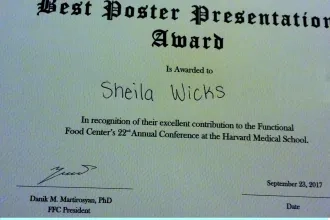 Best Poster Presentation
Award
Is Awarded to
Sheila Wicks
In recognition of their excellent contribution to the Functional
Food Center's 22nd Annual Conference at the Harvard Medical School.
Danik M. Martirosyan, PhD
FFC President
September 23, 2017
Date